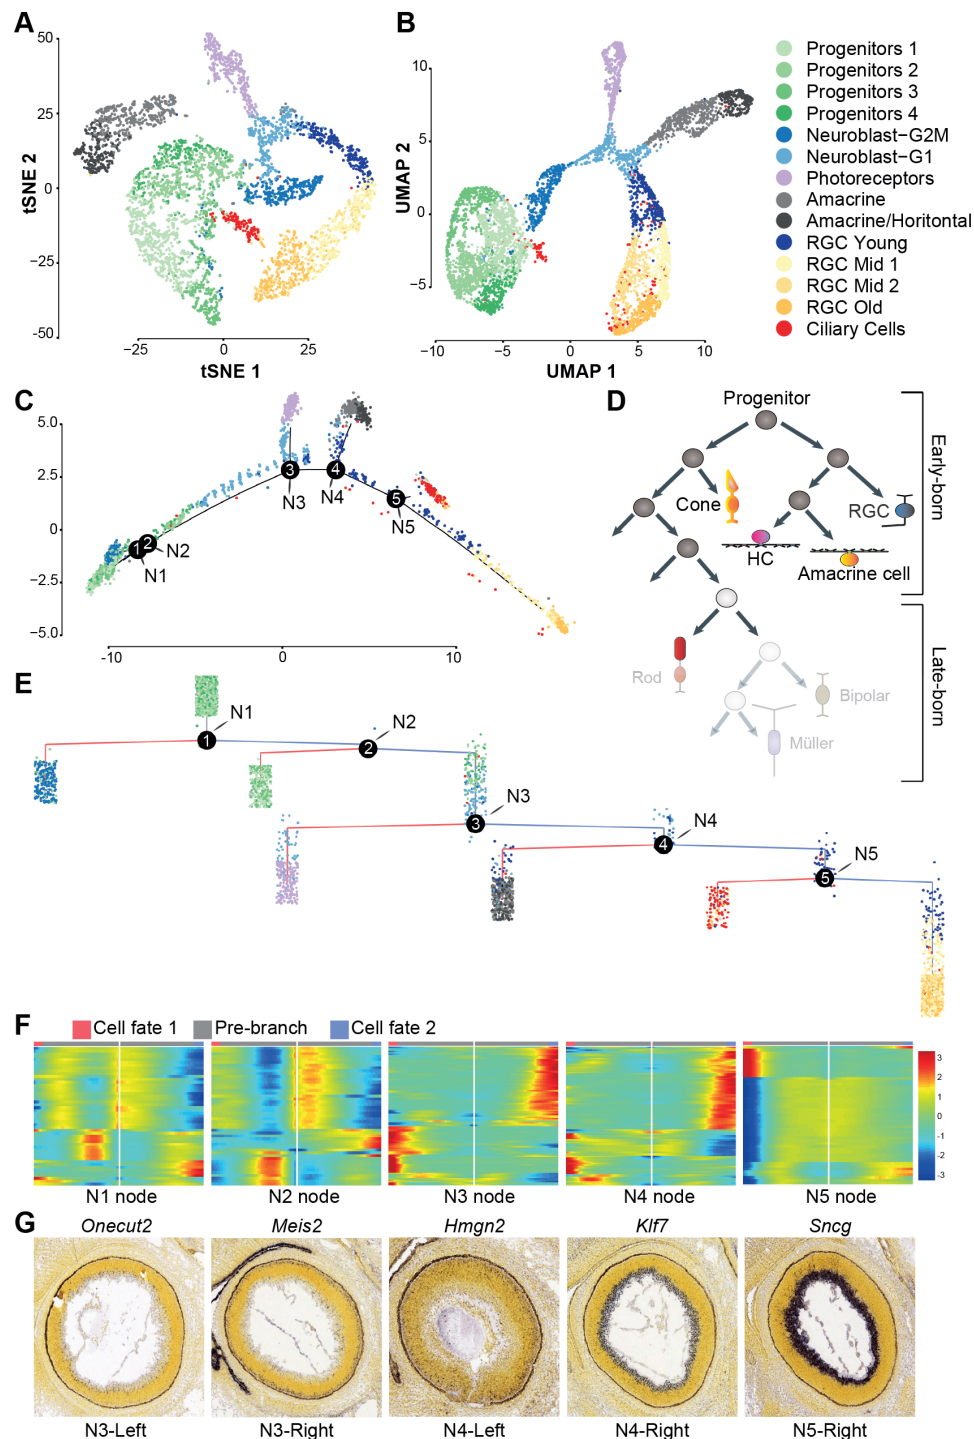 A
50
25
0
−25
-50
tSNE 2
−25
0
25
tSNE 1
B
10
5
0
−5
UMAP 2
−10
−5
0
5
10
UMAP 1
Progenitors 1
Progenitors 2
Progenitors 3
Progenitors 4
Neuroblast−G2M
Neuroblast−G1
Photoreceptors
Amacrine
Amacrine/Horitontal
RGC Young
RGC Mid 1
RGC Mid 2
RGC Old
Ciliary Cells
C
5.0
2.5
0
−2.5
−5.0
-10
0
10
1
2
3
4
5
N1
N2
N3
N4
N5
D
Progenitor
Cone
RGC
HC
Amacrine cell
Rod
Bipolar
Müller
Early-born
Late-born
E
1
N1
2
N2
3
N3
4
N4
5
N5
F
Cell fate 1
Pre-branch
Cell fate 2
3
2
1
0
-1
-2
-3
N1 node
N2 node
N3 node
N4 node
N5 node
G
Onecut2
Meis2
Hmgn2
Klf7
Sncg
N3-Left
N3-Right
N4-Left
N4-Right
N5-Right